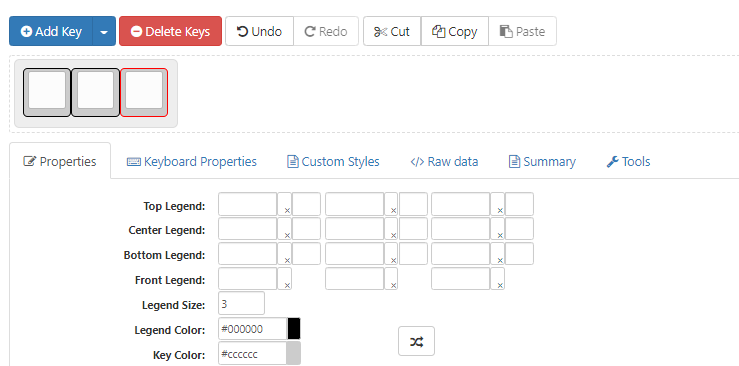 Add Key Delete Keys Undo Redo Cut Copy Paste
Properties Keyboard Properties Custom Styles </> Raw data Summary Tools
Top Legend:
Center Legend:
Bottom Legend:
Front Legend:
Legend Size: 3
Legend Color: #000000
Key Color: #cccccc